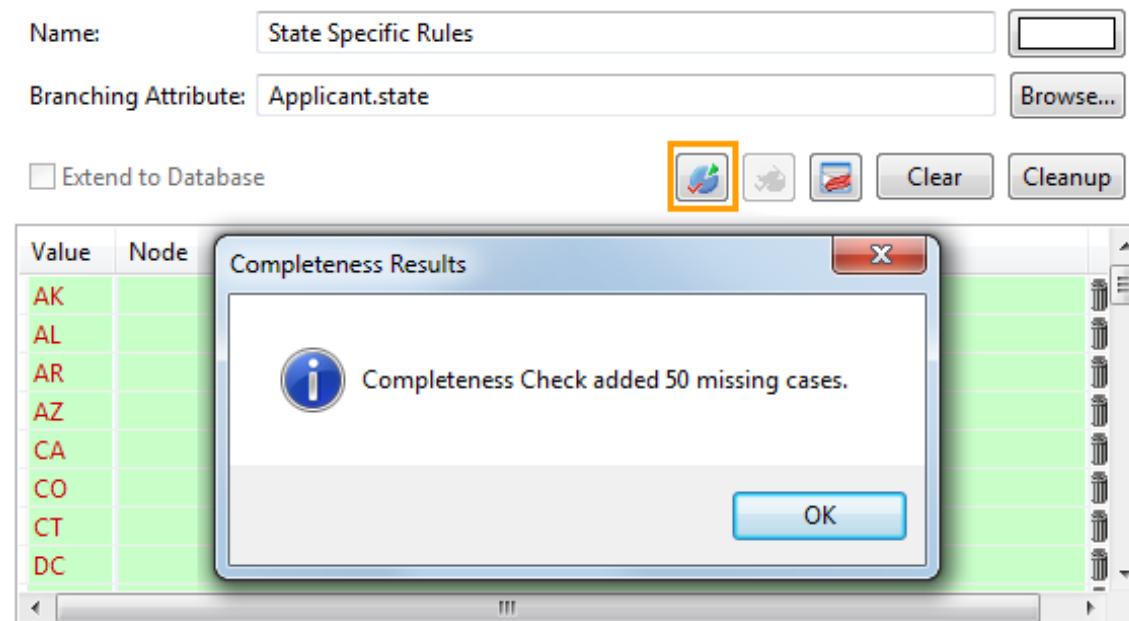 Name: State Specific Rules
Branching Attribute: Applicant.state Browse...
Extend to Database Clear Cleanup
Value Node
Completeness Results
AK
AL
AR
Completeness Check added 50 missing cases.
AZ
CA
CO
CT
OK
DC